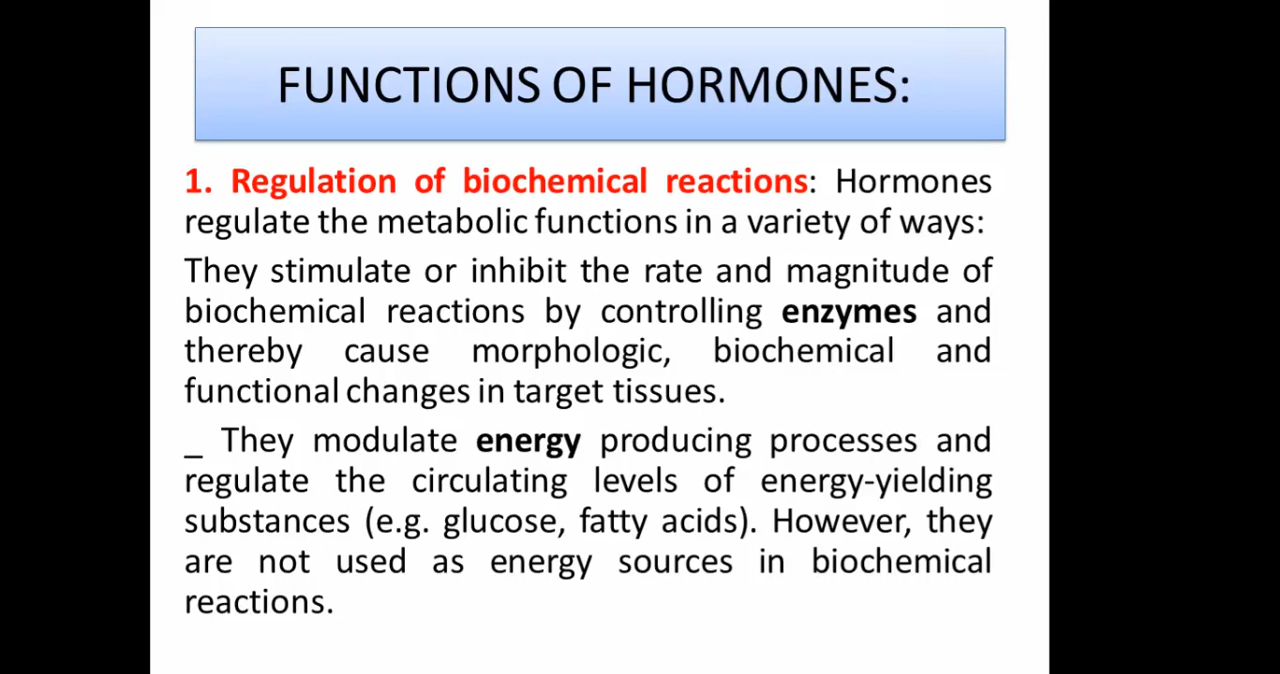 FUNCTIONS OF HORMONES:
1. Regulation of biochemical reactions: Hormones
regulate the metabolic functions in a variety of ways:
They stimulate or inhibit the rate and magnitude of
biochemical reactions by controlling enzymes and
thereby cause morphologic, biochemical and
functional changes in target tissues.
_ They modulate energy producing processes and
regulate the circulating levels of energy-yielding
substances (e.g. glucose, fatty acids). However, they
are not used as energy sources in biochemical
reactions.